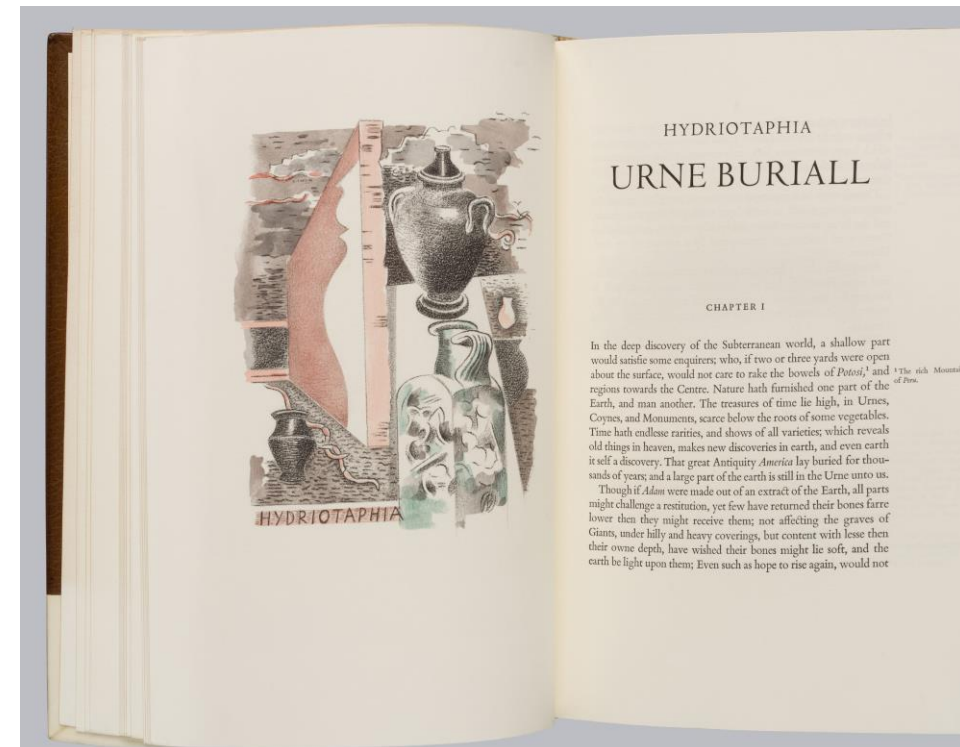 HYDRIOTAPHIA
HYDRIOTAPHIA
URNE BURIALL
CHAPTER I
In the deep discovery of the Subterranean world, a shallow part
would satisfie some enquirers; who, if two or three yards were open
about the surface, would not care to rake the bowels of Potosi,¹ and
regions towards the Centre. Nature hath furnished one part of the
Earth, and man another. The treasures of time lie high, in Urnes,
Coynes, and Monuments, scarce below the roots of some vegetables.
Time hath endlesse rarities, and shows of all varieties; which reveals
old things in heaven, makes new discoveries in earth, and even earth
it self a discovery. That great Antiquity America lay buried for thou-
sands of years; and a large part of the earth is still in the Urne unto us.
Though if Adam were made out of an extract of the Earth, all parts
might challenge a restitution, yet few have returned their bones farre
lower then they might receive them; not affecting the graves of
Giants, under hilly and heavy coverings, but content with lesse then
their owne depth, have wished their bones might lie soft, and the
earth be light upon them; Even such as hope to rise again, would not
¹ The rich
of Peru.